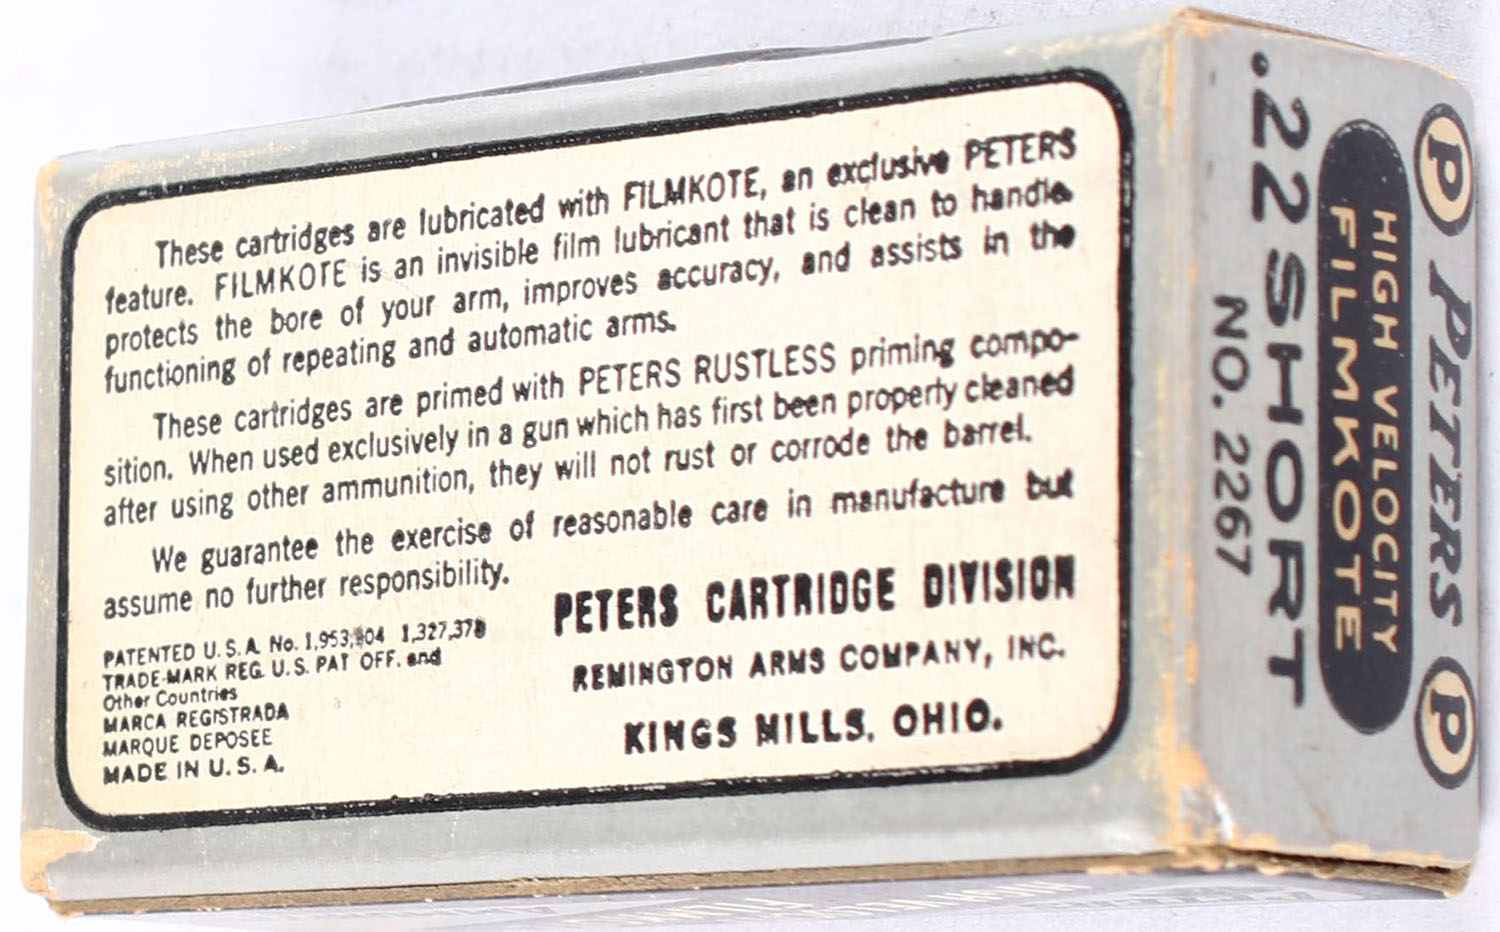 These cartridges are lubricated with FILMKOTE, an exclusive PETERS
feature. FILMKOTE is an invisible film lubricant that is clean to handle
protects the bore of your arm, improves accuracy, and assists in the
functioning of repeating and automatic arms.
These cartridges are primed with PETERS RUSTLESS priming compo-
sition. When used exclusively in a gun which has first been properly cleaned
after using other ammunition, they will not rust or corrode the barrel.
We guarantee the exercise of reasonable care in manufacture but
assume no further responsibility.
PATENTED U.S.A. No. 1,327,378
TRADE-MARK REG. U.S. PAT OFF. and
Other Countries
MARCA REGISTRADA
MARQUE DEPOSEE
MADE IN U.S.A.
PETERS CARTRIDGE DIVISION
REMINGTON ARMS COMPANY, INC.
KINGS MILLS, OHIO.
P PETERS P
HIGH VELOCITY
FILMKOTE
.22 SHORT
NO. 2267